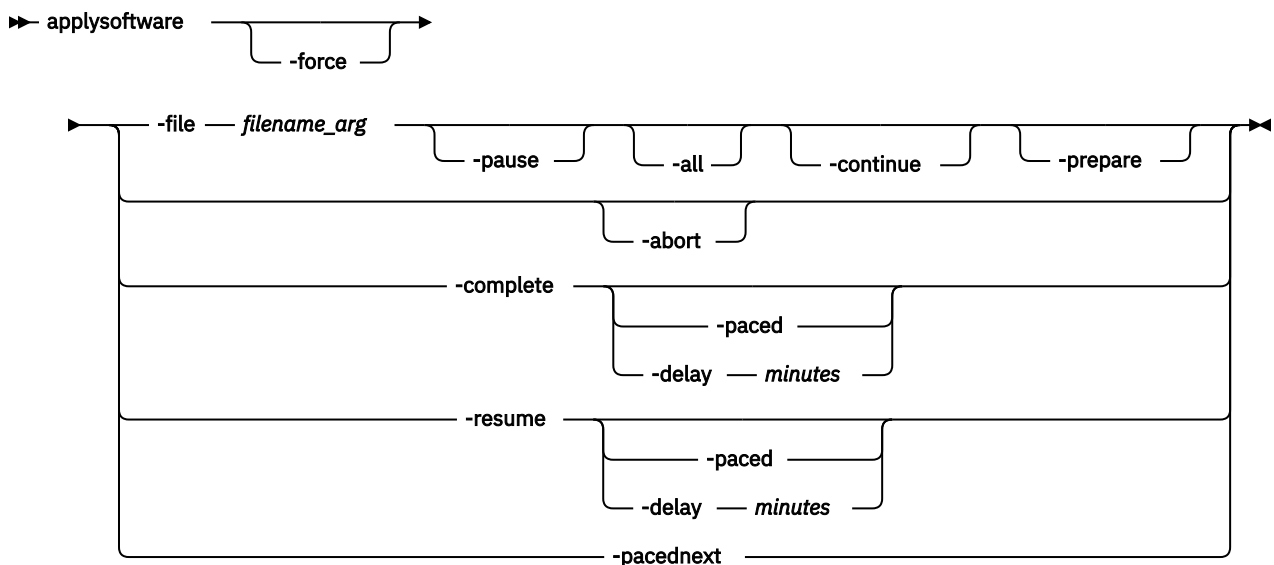 applysoftware
-force
-file filename_arg
-pause -all -continue -prepare
-abort
-complete
-paced
-delay minutes
-resume
-paced
-delay minutes
-pacednext